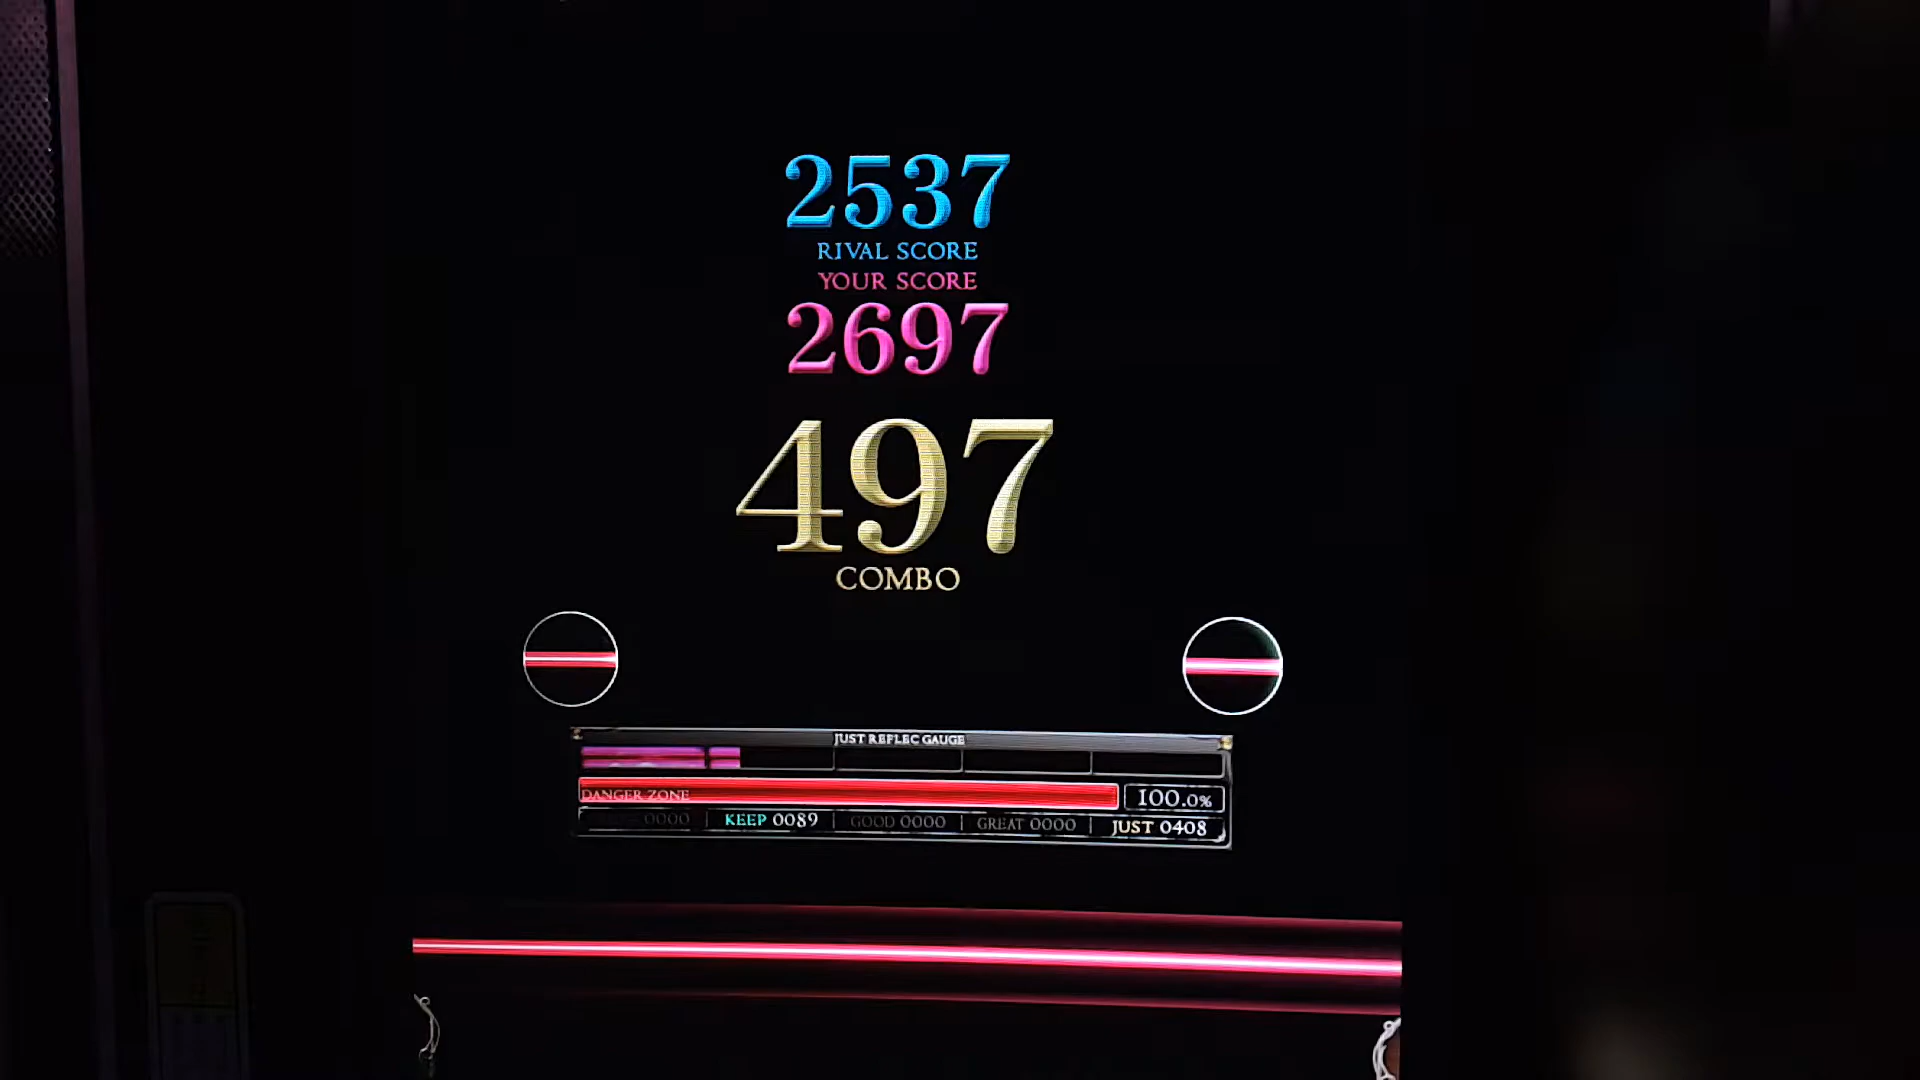 2537
RIVAL SCORE
YOUR SCORE
2697
497
COMBO
JUST REFLEC GAUGE
DANGER ZONE 100.0%
0000 KEEP 0089 GOOD 0000 GREAT 0000 JUST 0408